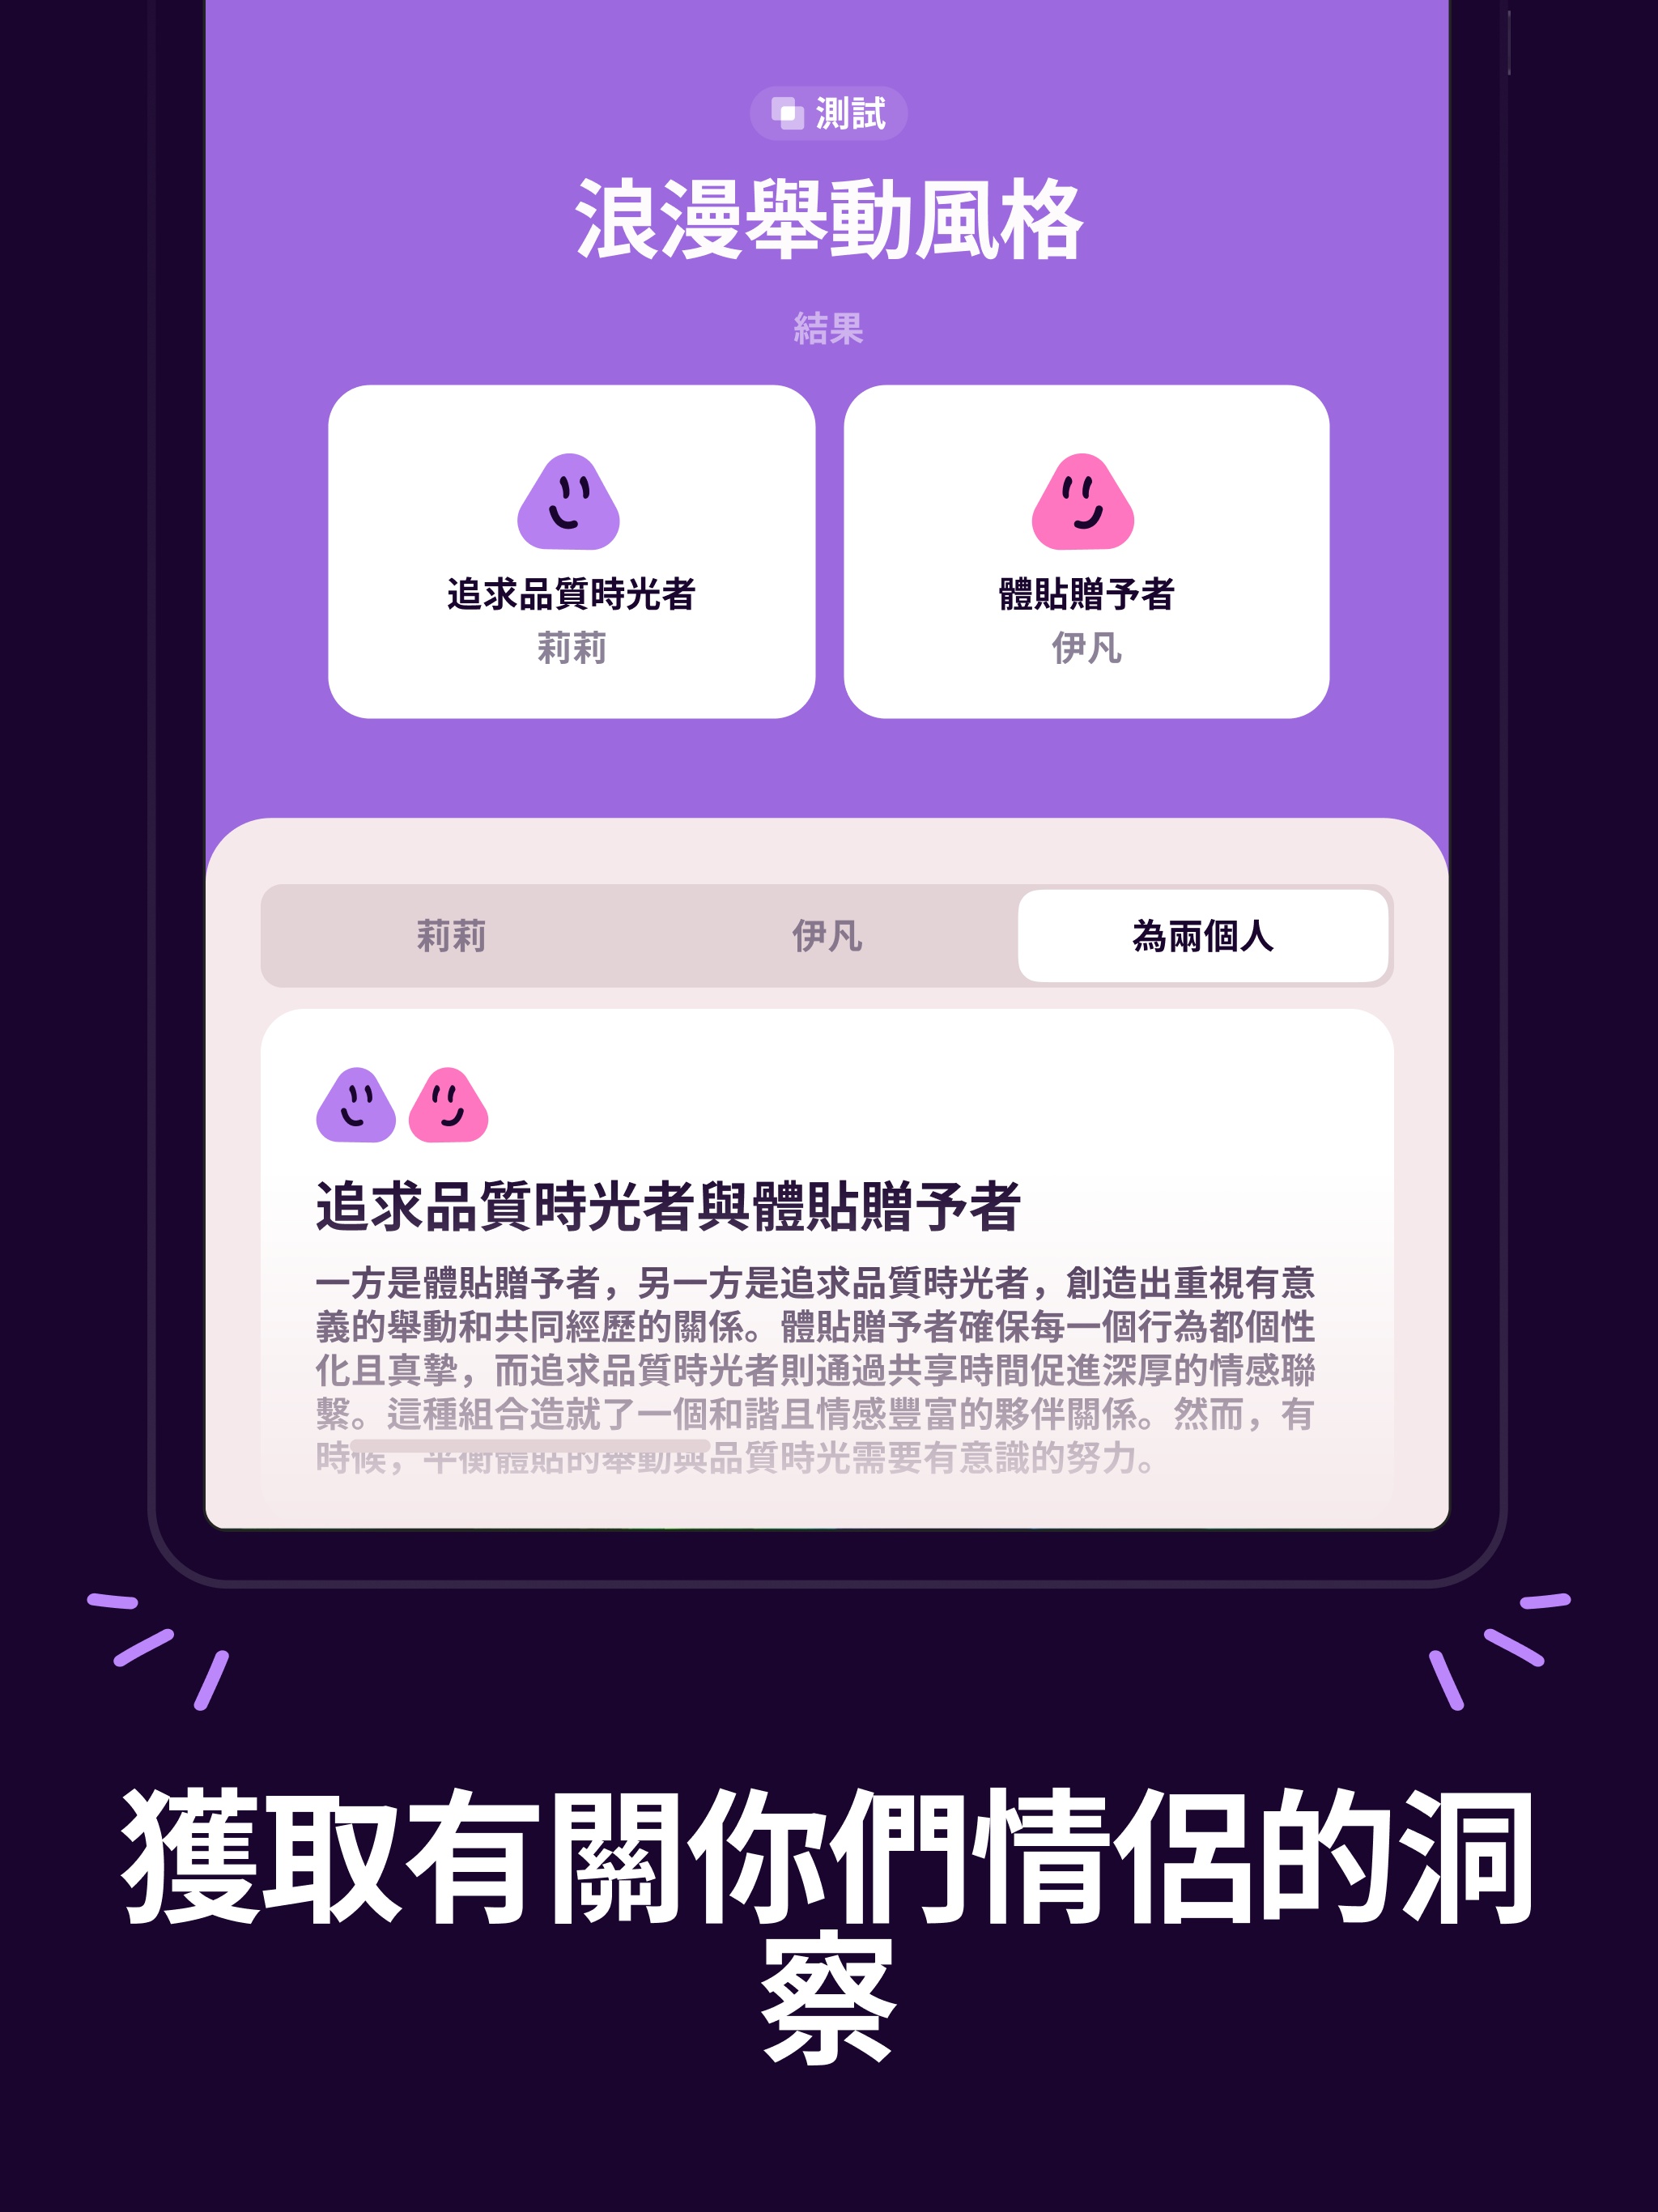 測試
浪漫舉動風格
結果
追求品質時光者
莉莉
體貼贈予者
伊凡
莉莉
伊凡
為兩個人
追求品質時光者與體貼贈予者
一方是體貼贈予者，另一方是追求品質時光者，創造出重視有意
義的舉動和共同經歷的關係。體貼贈予者確保每一個行為都個性
化且真摯，而追求品質時光者則通過共享時間促進深厚的情感聯
繫。這種組合造就了一個和諧且情感豐富的夥伴關係。然而，有
時候，平衡體貼的舉動與品質時光需要有意識的努力。
獲取有關你們情侶的洞
察